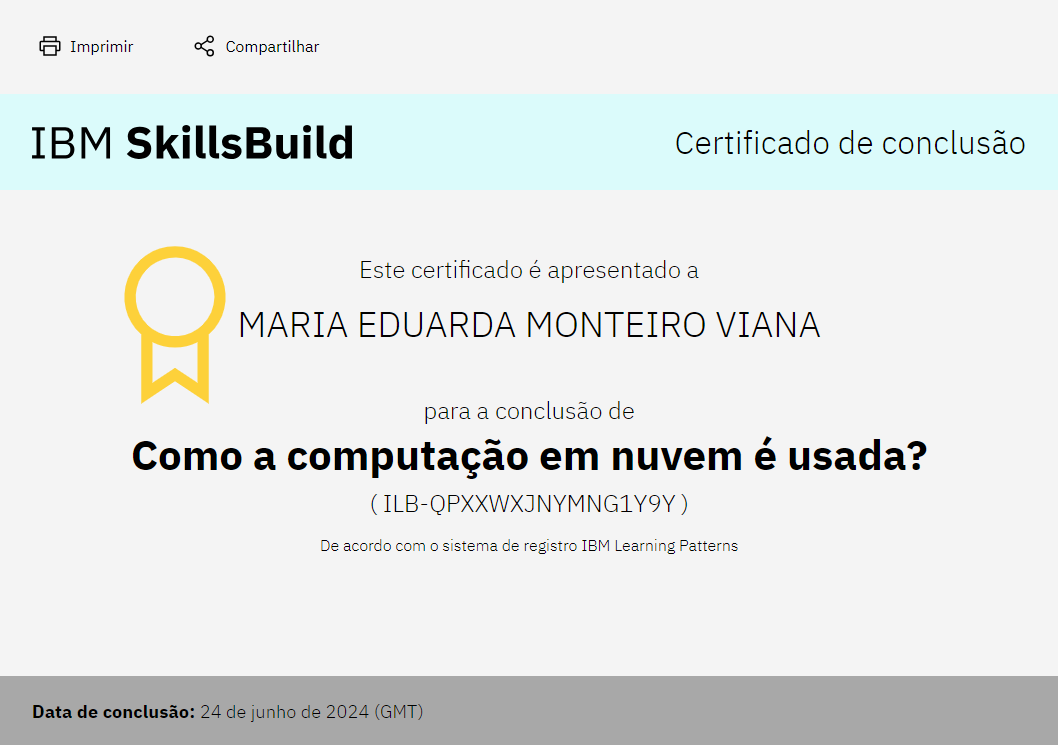 Imprimir Compartilhar
IBM SkillsBuild Certificado de conclusão
Este certificado é apresentado a
MARIA EDUARDA MONTEIRO VIANA
para a conclusão de
Como a computação em nuvem é usada?
( ILB-QPXXWXJNYMNG1Y9Y )
De acordo com o sistema de registro IBM Learning Patterns
Data de conclusão: 24 de junho de 2024 (GMT)